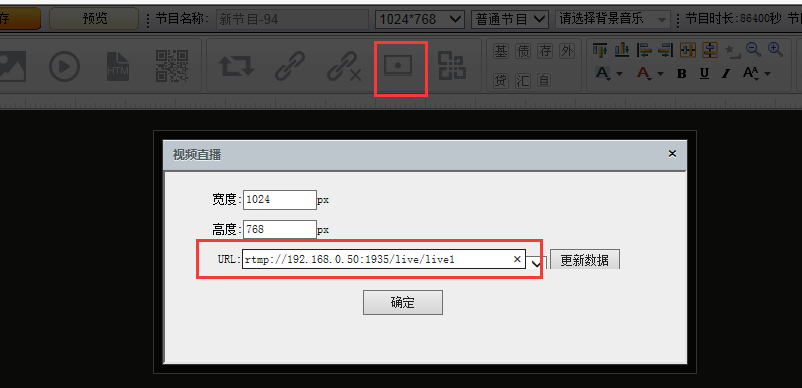 存 预览 节目名称: 新节目-94 1024*768 普通节目 请选择背景音乐 节目时长:86400秒 节
HTM
基 债 存 外
贷 汇 自
A A B U I AA
视频直播 ×
宽度:1024 px
高度:768 px
URL:rtmp://192.168.0.50:1935/live/live1 × 更新数据
确定